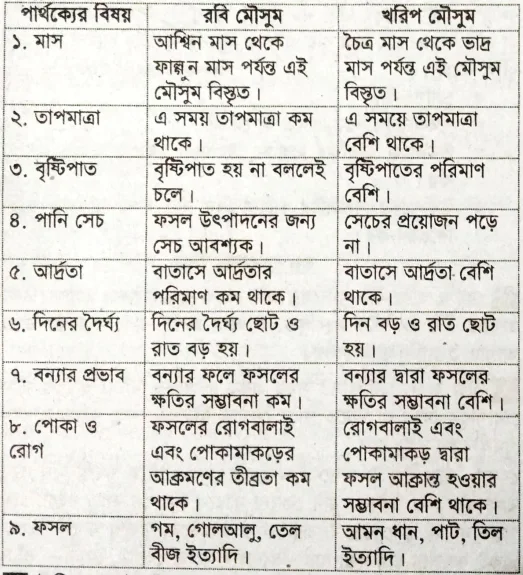 পার্থক্যের বিষয় রবি মৌসুম খরিপ মৌসুম
১. মাস আশ্বিন মাস থেকে চৈত্র মাস থেকে ভাদ্র
ফাল্গুন মাস পর্যন্ত এই মাস পর্যন্ত এই মৌসুম
মৌসুম বিস্তৃত। বিস্তৃত।
২. তাপমাত্রা এ সময় তাপমাত্রা কম এ সময়ে তাপমাত্রা
থাকে। বেশি থাকে।
৩. বৃষ্টিপাত বৃষ্টিপাত হয় না বললেই বৃষ্টিপাতের পরিমাণ
চলে। বেশি।
৪. পানি সেচ ফসল উৎপাদনের জন্য সেচের প্রয়োজন পড়ে
সেচ আবশ্যক। না।
৫. আর্দ্রতা বাতাসে আর্দ্রতার বাতাসে আর্দ্রতা বেশি
পরিমাণ কম থাকে। থাকে।
৬. দিনের দৈর্ঘ্য দিনের দৈর্ঘ্য ছোট ও দিন বড় ও রাত ছোট
রাত বড় হয়। হয়।
৭. বন্যার প্রভাব বন্যার ফলে ফসলের বন্যার দ্বারা ফসলের
ক্ষতির সম্ভাবনা কম। ক্ষতির সম্ভাবনা বেশি।
৮. পোকা ও ফসলের রোগবালাই রোগবালাই এবং
রোগ এবং পোকামাকড়ের পোকামাকড় দ্বারা
আক্রমণের তীব্রতা কম ফসল আক্রান্ত হওয়ার
থাকে। সম্ভাবনা বেশি থাকে।
৯. ফসল গম, গোলআলু, তেল আমন ধান, পাট, তিল
বীজ ইত্যাদি। ইত্যাদি।